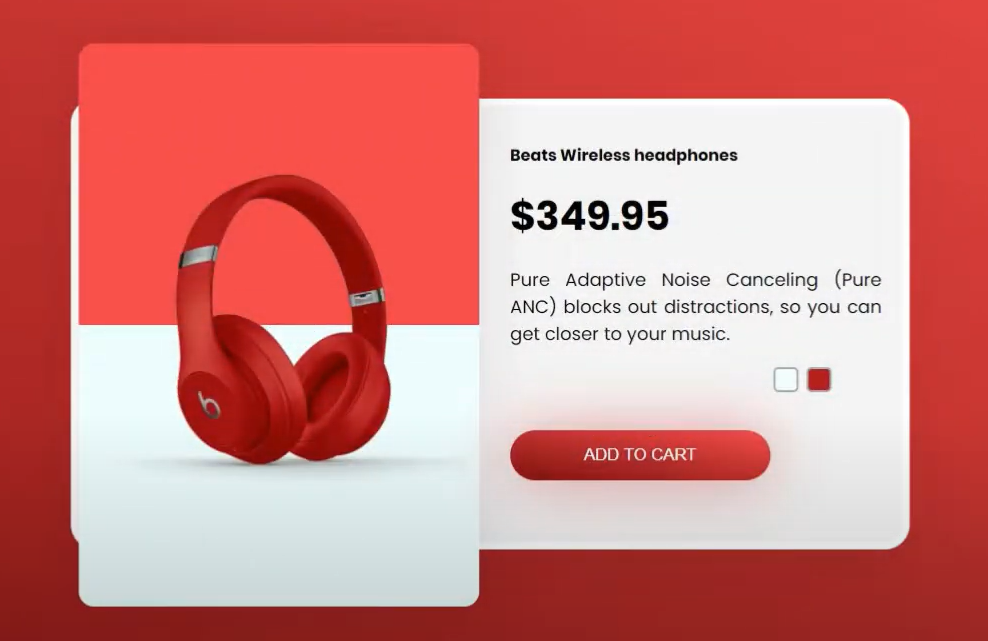 Beats Wireless headphones
$349.95
Pure Adaptive Noise Canceling (Pure
ANC) blocks out distractions, so you can
get closer to your music.
b
ADD TO CART